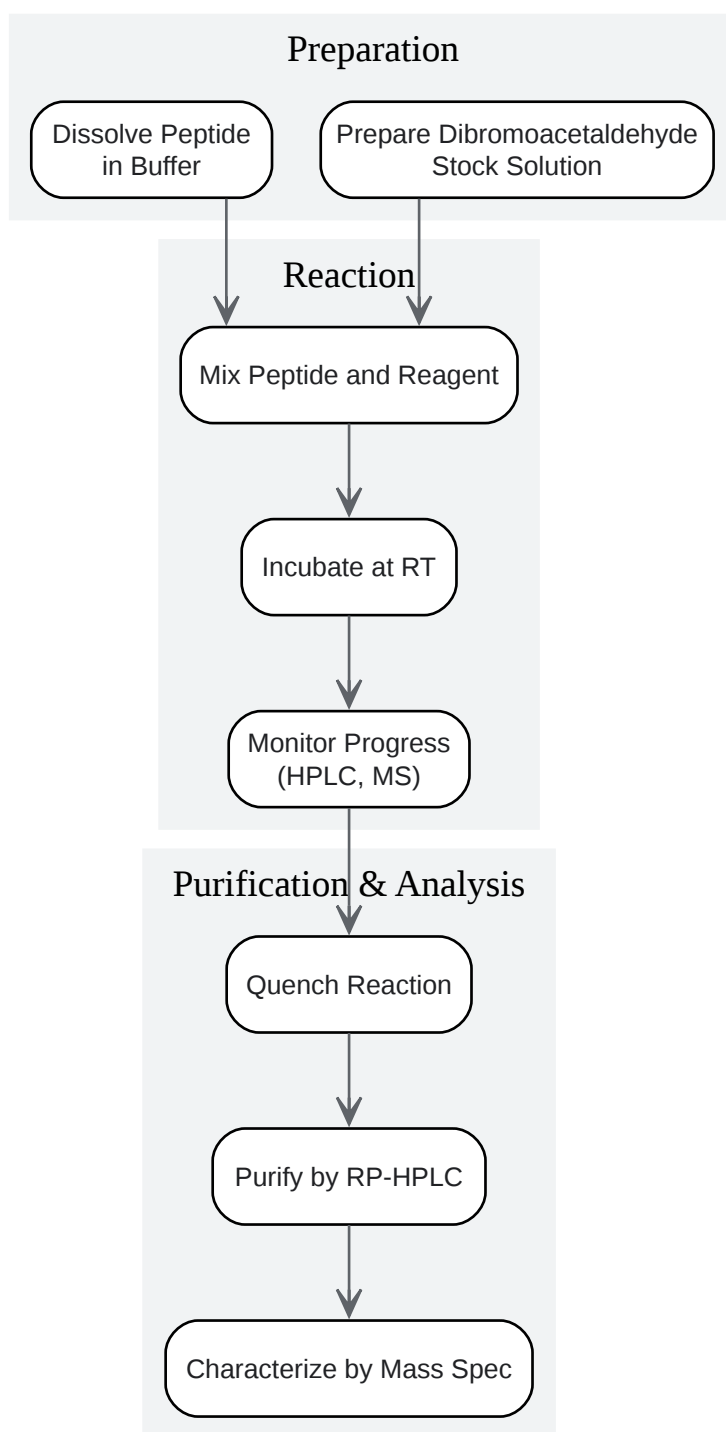 Preparation
Dissolve Peptide
in Buffer
Prepare Dibromoacetaldehyde
Stock Solution
Reaction
Mix Peptide and Reagent
Incubate at RT
Monitor Progress
(HPLC, MS)
Purification & Analysis
Quench Reaction
Purify by RP-HPLC
Characterize by Mass Spec